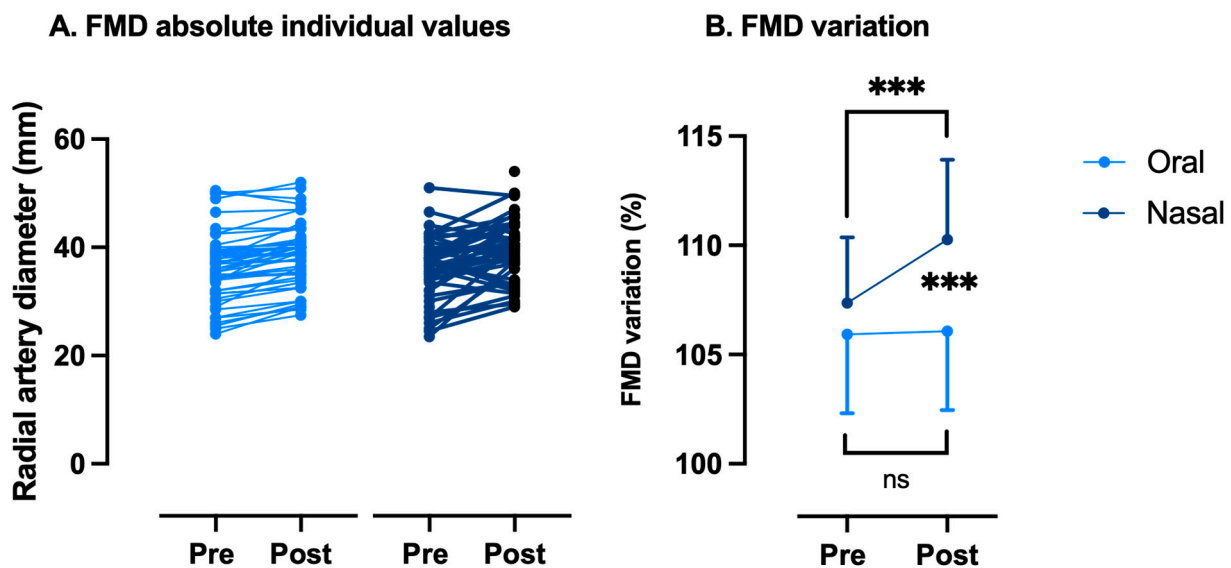 A. FMD absolute individual values
Radial artery diameter (mm)
60
40
20
0
Pre Post Pre Post
B. FMD variation
FMD variation (%)
115
110
105
100
***
***
ns
Pre Post
Oral
Nasal